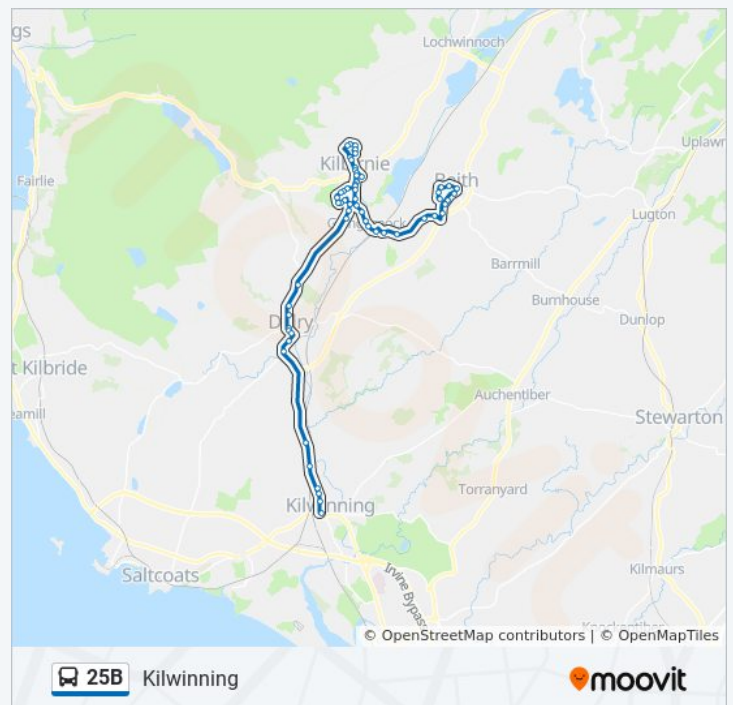 gs
Lochwinnoch
Uplawn
Kilbirnie
Fairlie
Beith
Glengarnock
Lugton
Barrmill
Burnhouse
Dalry
Dunlop
t Kilbride
Auchentiber
eamill
Stewarton
Torranyard
Kilwinning
Saltcoats
Irvine Bypass
Kilmaurs
© OpenStreetMap contributors | © OpenMapTiles
25B Kilwinning
moovit